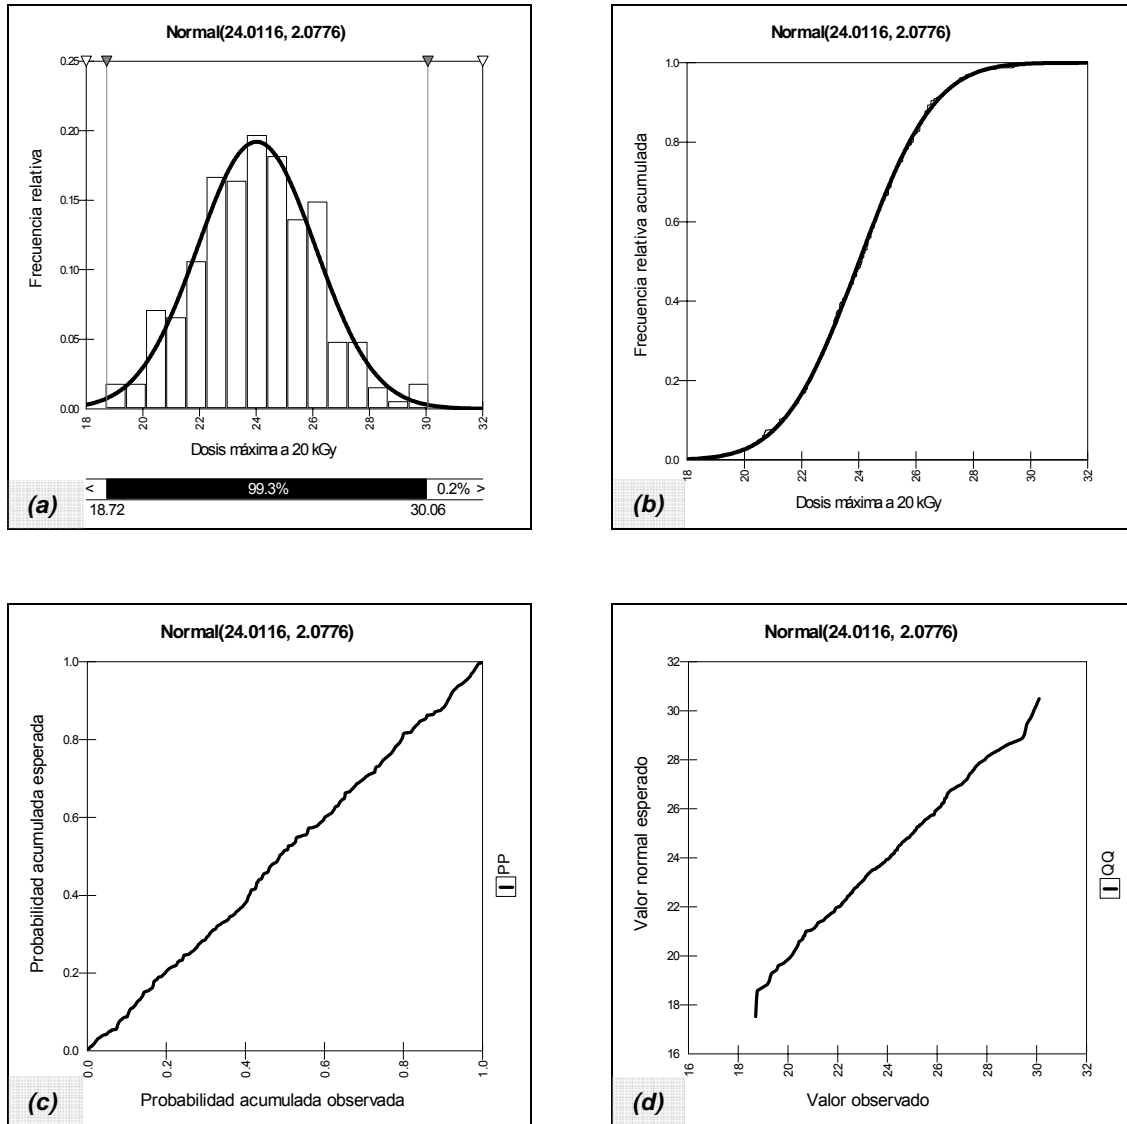 Normal(24.0116, 2.0776)
0.25
0.20
0.15
0.10
0.05
0.00
Frecuencia relativa
18 20 22 24 26 28 30 32
Dosis máxima a 20 kGy
< 99.3% 0.2% >
18.72 30.06
(a)
Normal(24.0116, 2.0776)
1.0
0.8
0.6
0.4
0.2
0.0
Frecuencia relativa acumulada
18 20 22 24 26 28 30 32
Dosis máxima a 20 kGy
(b)
Normal(24.0116, 2.0776)
1.0
0.8
0.6
0.4
0.2
0.0
Probabilidad acumulada esperada
0.0 0.2 0.4 0.6 0.8 1.0
Probabilidad acumulada observada
PP
(c)
Normal(24.0116, 2.0776)
32
30
28
26
24
22
20
18
16
Valor normal esperado
16 18 20 22 24 26 28 30 32
Valor observado
QQ
(d)